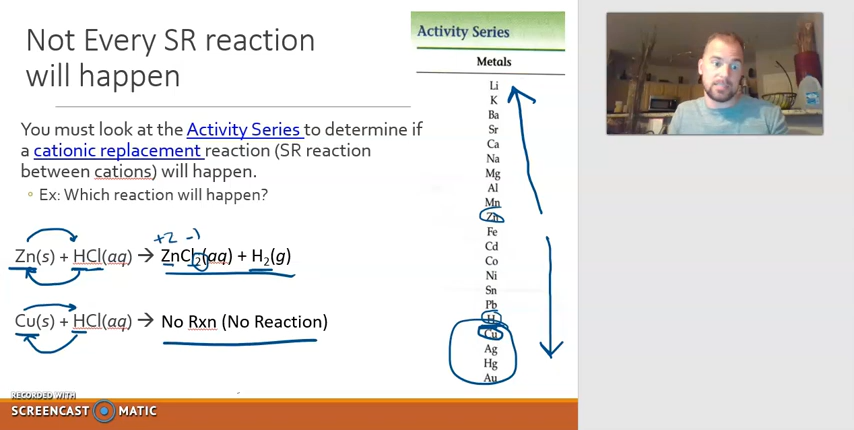 Not Every SR reaction
will happen
You must look at the Activity Series to determine if
a cationic replacement reaction (SR reaction
between cations) will happen.
◦ Ex: Which reaction will happen?
+2 -1
Zn(s) + HCl(aq) → ZnCl₂(aq) + H₂(g)
Cu(s) + HCl(aq) → No Rxn (No Reaction)
Activity Series
Metals
Li
K
Ba
Sr
Ca
Na
Mg
Al
Mn
Zn
Fe
Cd
Co
Ni
Sn
Pb
H
Cu
Ag
Hg
Au
RECORDED WITH
SCREENCAST MATIC